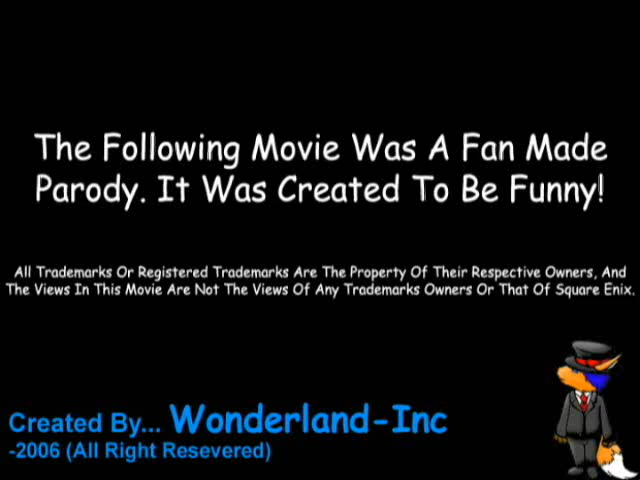 The Following Movie Was A Fan Made
Parody. It Was Created To Be Funny!
All Trademarks Or Registered Trademarks Are The Property Of Their Respective Owners, And
The Views In This Movie Are Not The Views Of Any Trademarks Owners Or That Of Square Enix.
Created By... Wonderland-Inc
-2006 (All Right Resevered)